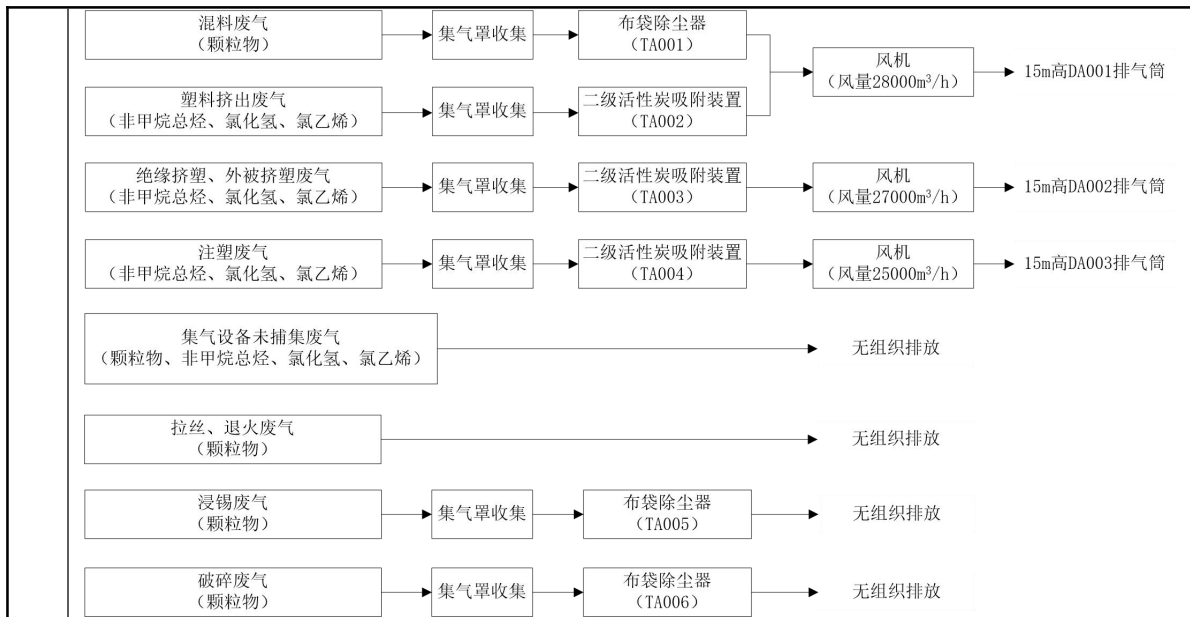 混料废气
（颗粒物）
集气罩收集
布袋除尘器
（TA001）
风机
（风量28000m³/h）
15m高DA001排气筒
塑料挤出废气
（非甲烷总烃、氯化氢、氯乙烯）
集气罩收集
二级活性炭吸附装置
（TA002）
绝缘挤塑、外被挤塑废气
（非甲烷总烃、氯化氢、氯乙烯）
集气罩收集
二级活性炭吸附装置
（TA003）
风机
（风量27000m³/h）
15m高DA002排气筒
注塑废气
（非甲烷总烃、氯化氢、氯乙烯）
集气罩收集
二级活性炭吸附装置
（TA004）
风机
（风量25000m³/h）
15m高DA003排气筒
集气设备未捕集废气
（颗粒物、非甲烷总烃、氯化氢、氯乙烯）
无组织排放
拉丝、退火废气
（颗粒物）
无组织排放
浸锡废气
（颗粒物）
集气罩收集
布袋除尘器
（TA005）
无组织排放
破碎废气
（颗粒物）
集气罩收集
布袋除尘器
（TA006）
无组织排放